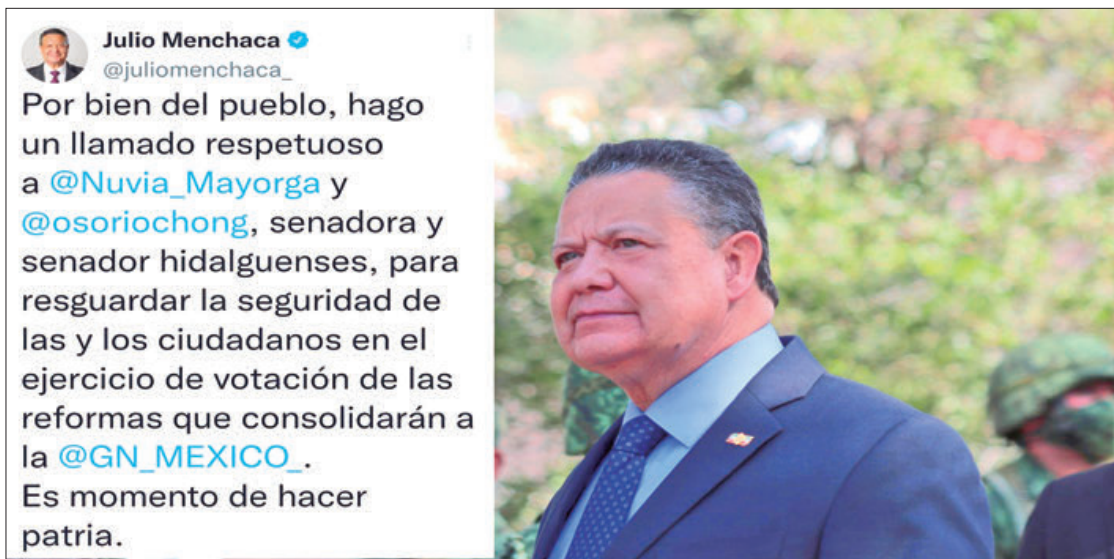 Julio Menchaca
@juliomenchaca_
Por bien del pueblo, hago
un llamado respetuoso
a @Nuvia_Mayorga y
@osoriochong, senadora y
senador hidalguenses, para
resguardar la seguridad de
las y los ciudadanos en el
ejercicio de votación de las
reformas que consolidarán a
la @GN_MEXICO_.
Es momento de hacer
patria.